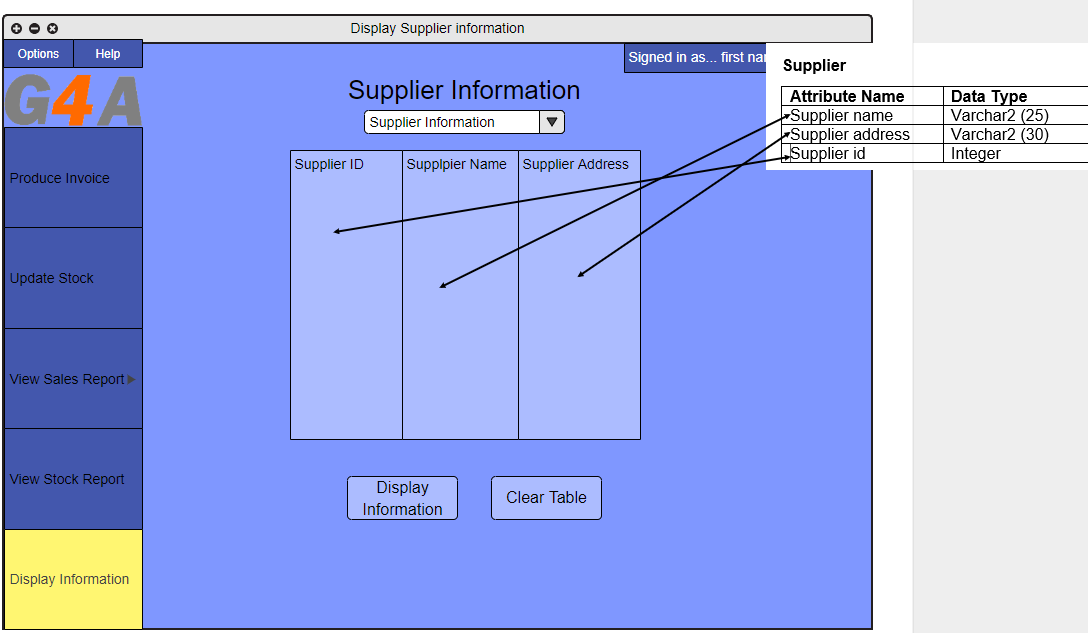 Display Supplier information
Options Help
Signed in as... first nar
G4A
Supplier Information
Supplier Information
Supplier ID Supplpier Name Supplier Address
Produce Invoice
Update Stock
View Sales Report
View Stock Report
Display Information
Display
Information
Clear Table
Supplier
Attribute Name Data Type
Supplier name Varchar2 (25)
Supplier address Varchar2 (30)
Supplier id Integer